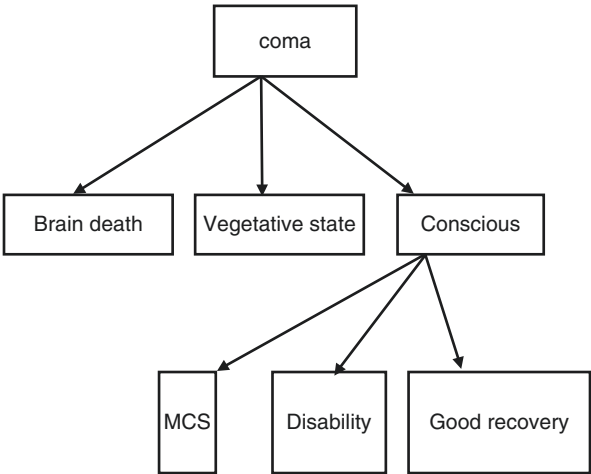 coma
Brain death
Vegetative state
Conscious
MCS
Disability
Good recovery